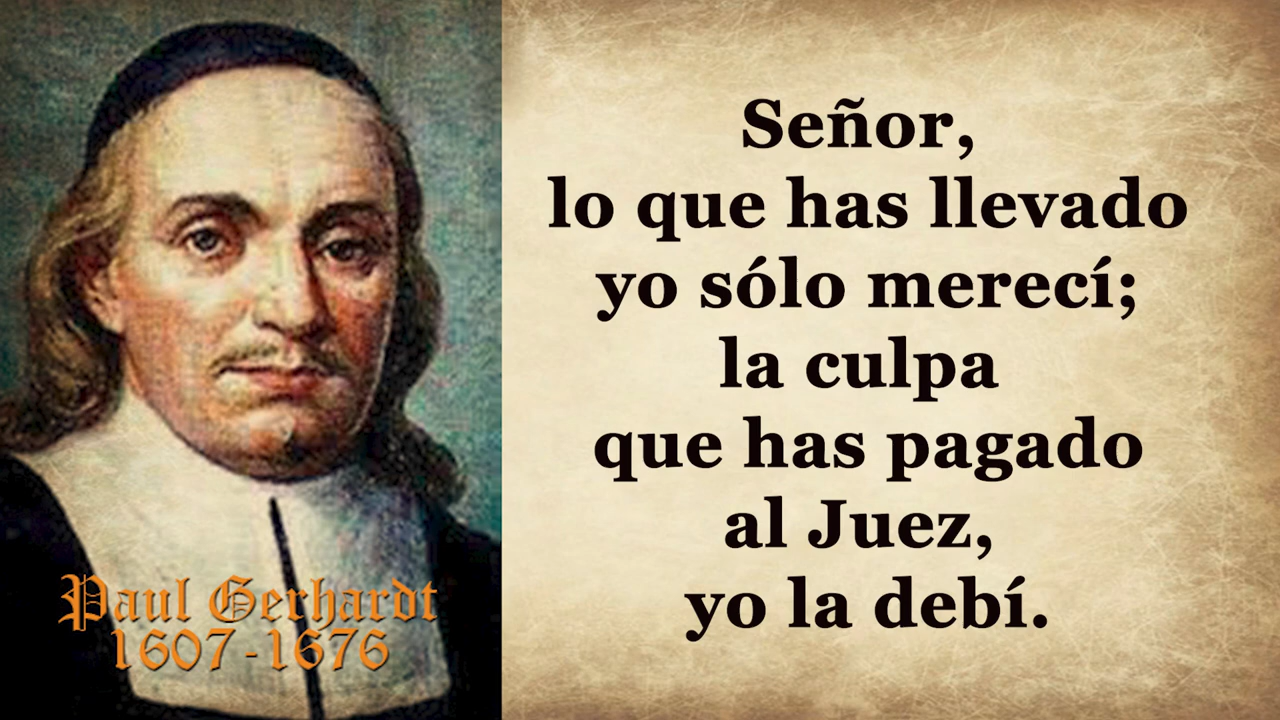 Paul Gerhardt
1607-1676
Señor,
lo que has llevado
yo sólo merecí;
la culpa
que has pagado
al Juez,
yo la debí.